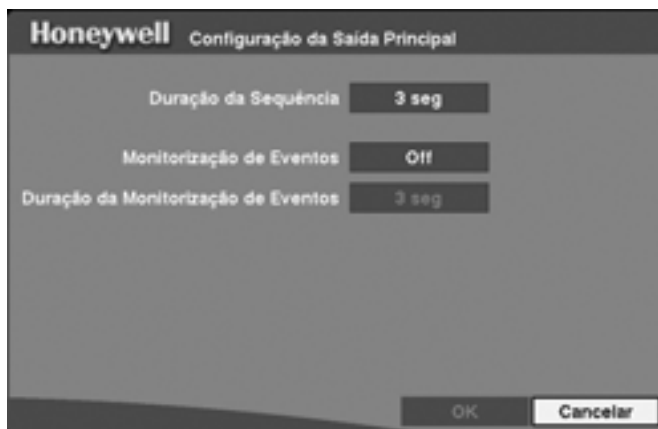 Honeywell Configuração da Saída Principal
Duração da Sequência 3 seg
Monitorização de Eventos Off
Duração da Monitorização de Eventos 3 seg
OK Cancelar